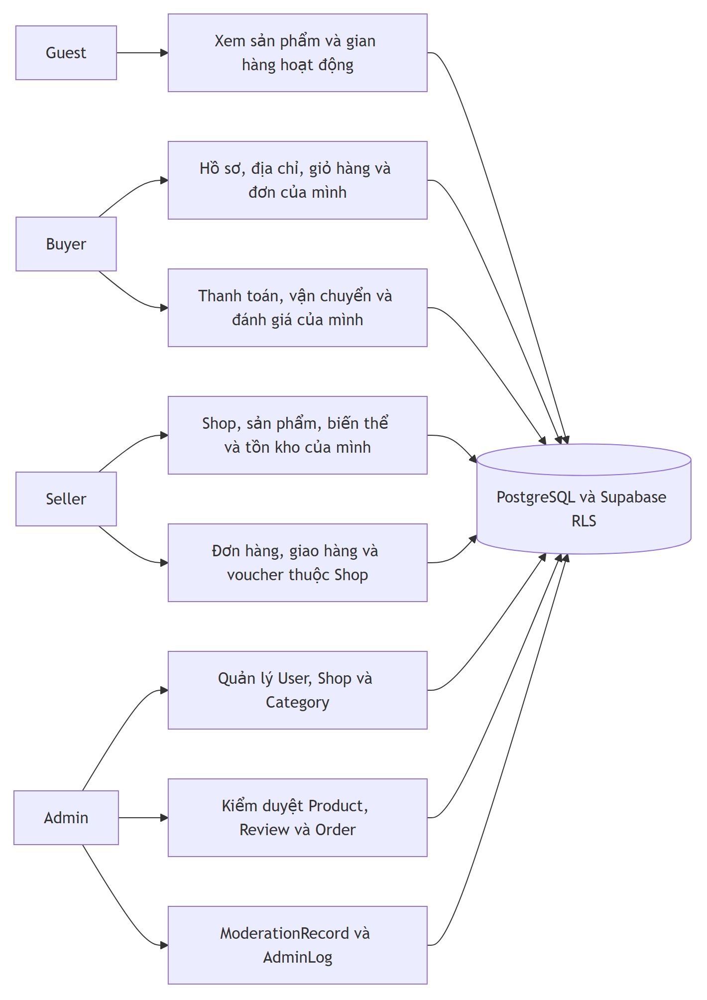 Guest
Xem sản phẩm và gian
hàng hoạt động
Hồ sơ, địa chỉ, giỏ hàng và
đơn của mình
Buyer
Thanh toán, vận chuyển và
đánh giá của mình
Shop, sản phẩm, biến thể
và tồn kho của mình
Seller
Đơn hàng, giao hàng và
voucher thuộc Shop
PostgreSQL và Supabase
RLS
Quản lý User, Shop và
Category
Admin
Kiểm duyệt Product,
Review và Order
ModerationRecord và
AdminLog